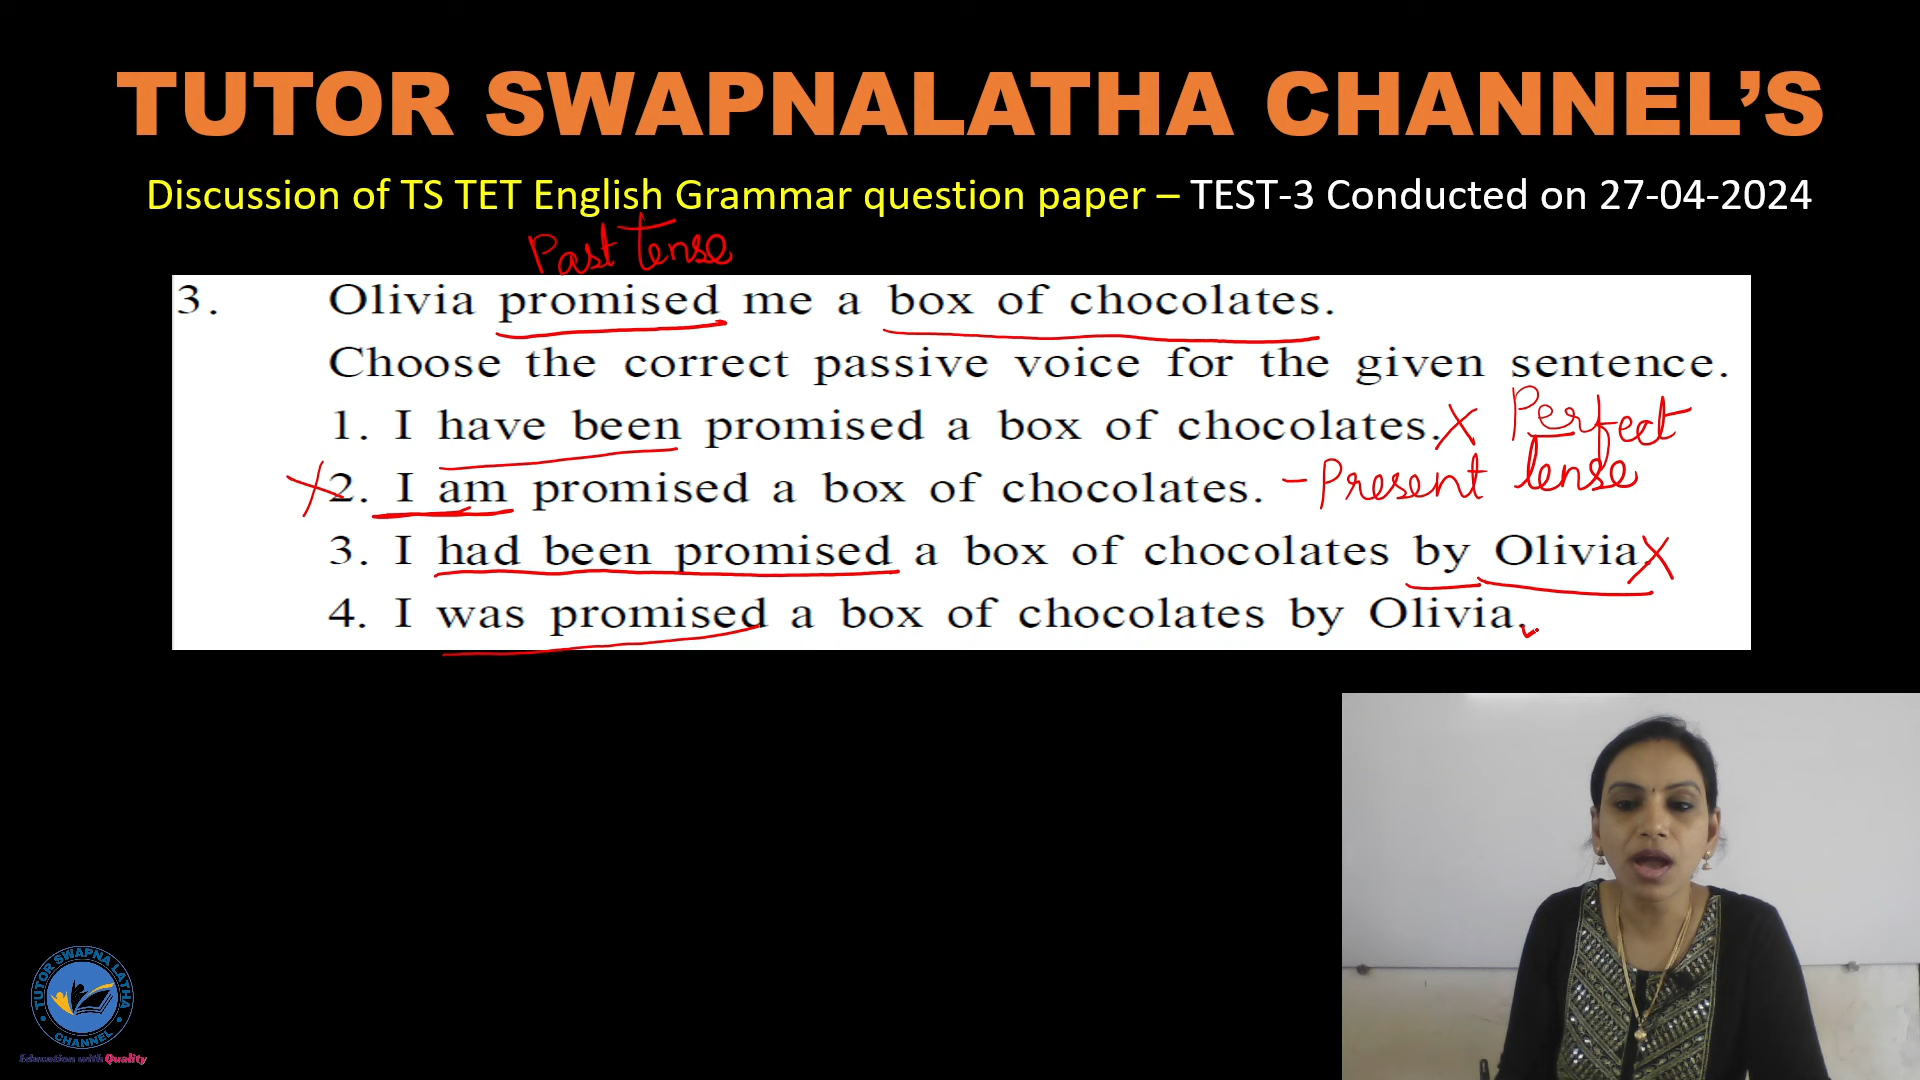 TUTOR SWAPNALATHA CHANNEL’S
Discussion of TS TET English Grammar question paper – TEST-3 Conducted on 27-04-2024
Past tense
3. Olivia promised me a box of chocolates.
Choose the correct passive voice for the given sentence.
1. I have been promised a box of chocolates. X Perfect
X 2. I am promised a box of chocolates. - Present tense
3. I had been promised a box of chocolates by Olivia X
4. I was promised a box of chocolates by Olivia.
TUTOR SWAPNA LATHA
CHANNEL
Education with Quality